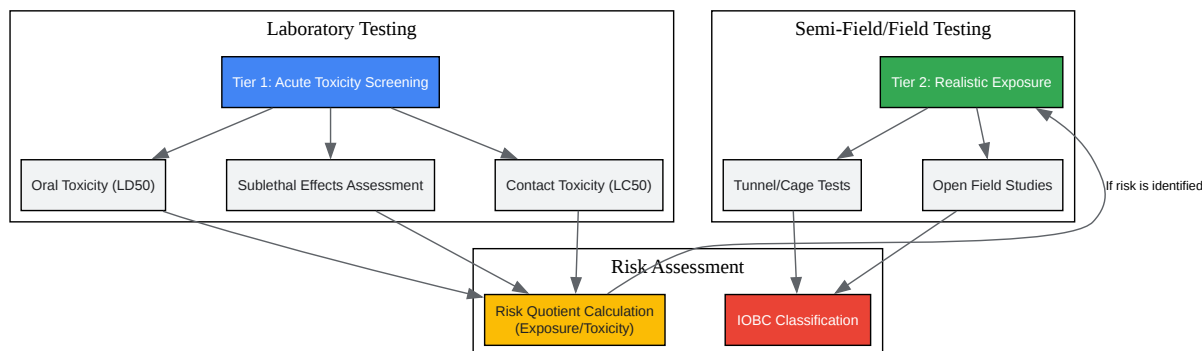 Laboratory Testing
Semi-Field/Field Testing
Tier 1: Acute Toxicity Screening
Tier 2: Realistic Exposure
Oral Toxicity (LD50)
Sublethal Effects Assessment
Contact Toxicity (LC50)
Tunnel/Cage Tests
Open Field Studies
If risk is identified
Risk Assessment
Risk Quotient Calculation
(Exposure/Toxicity)
IOBC Classification